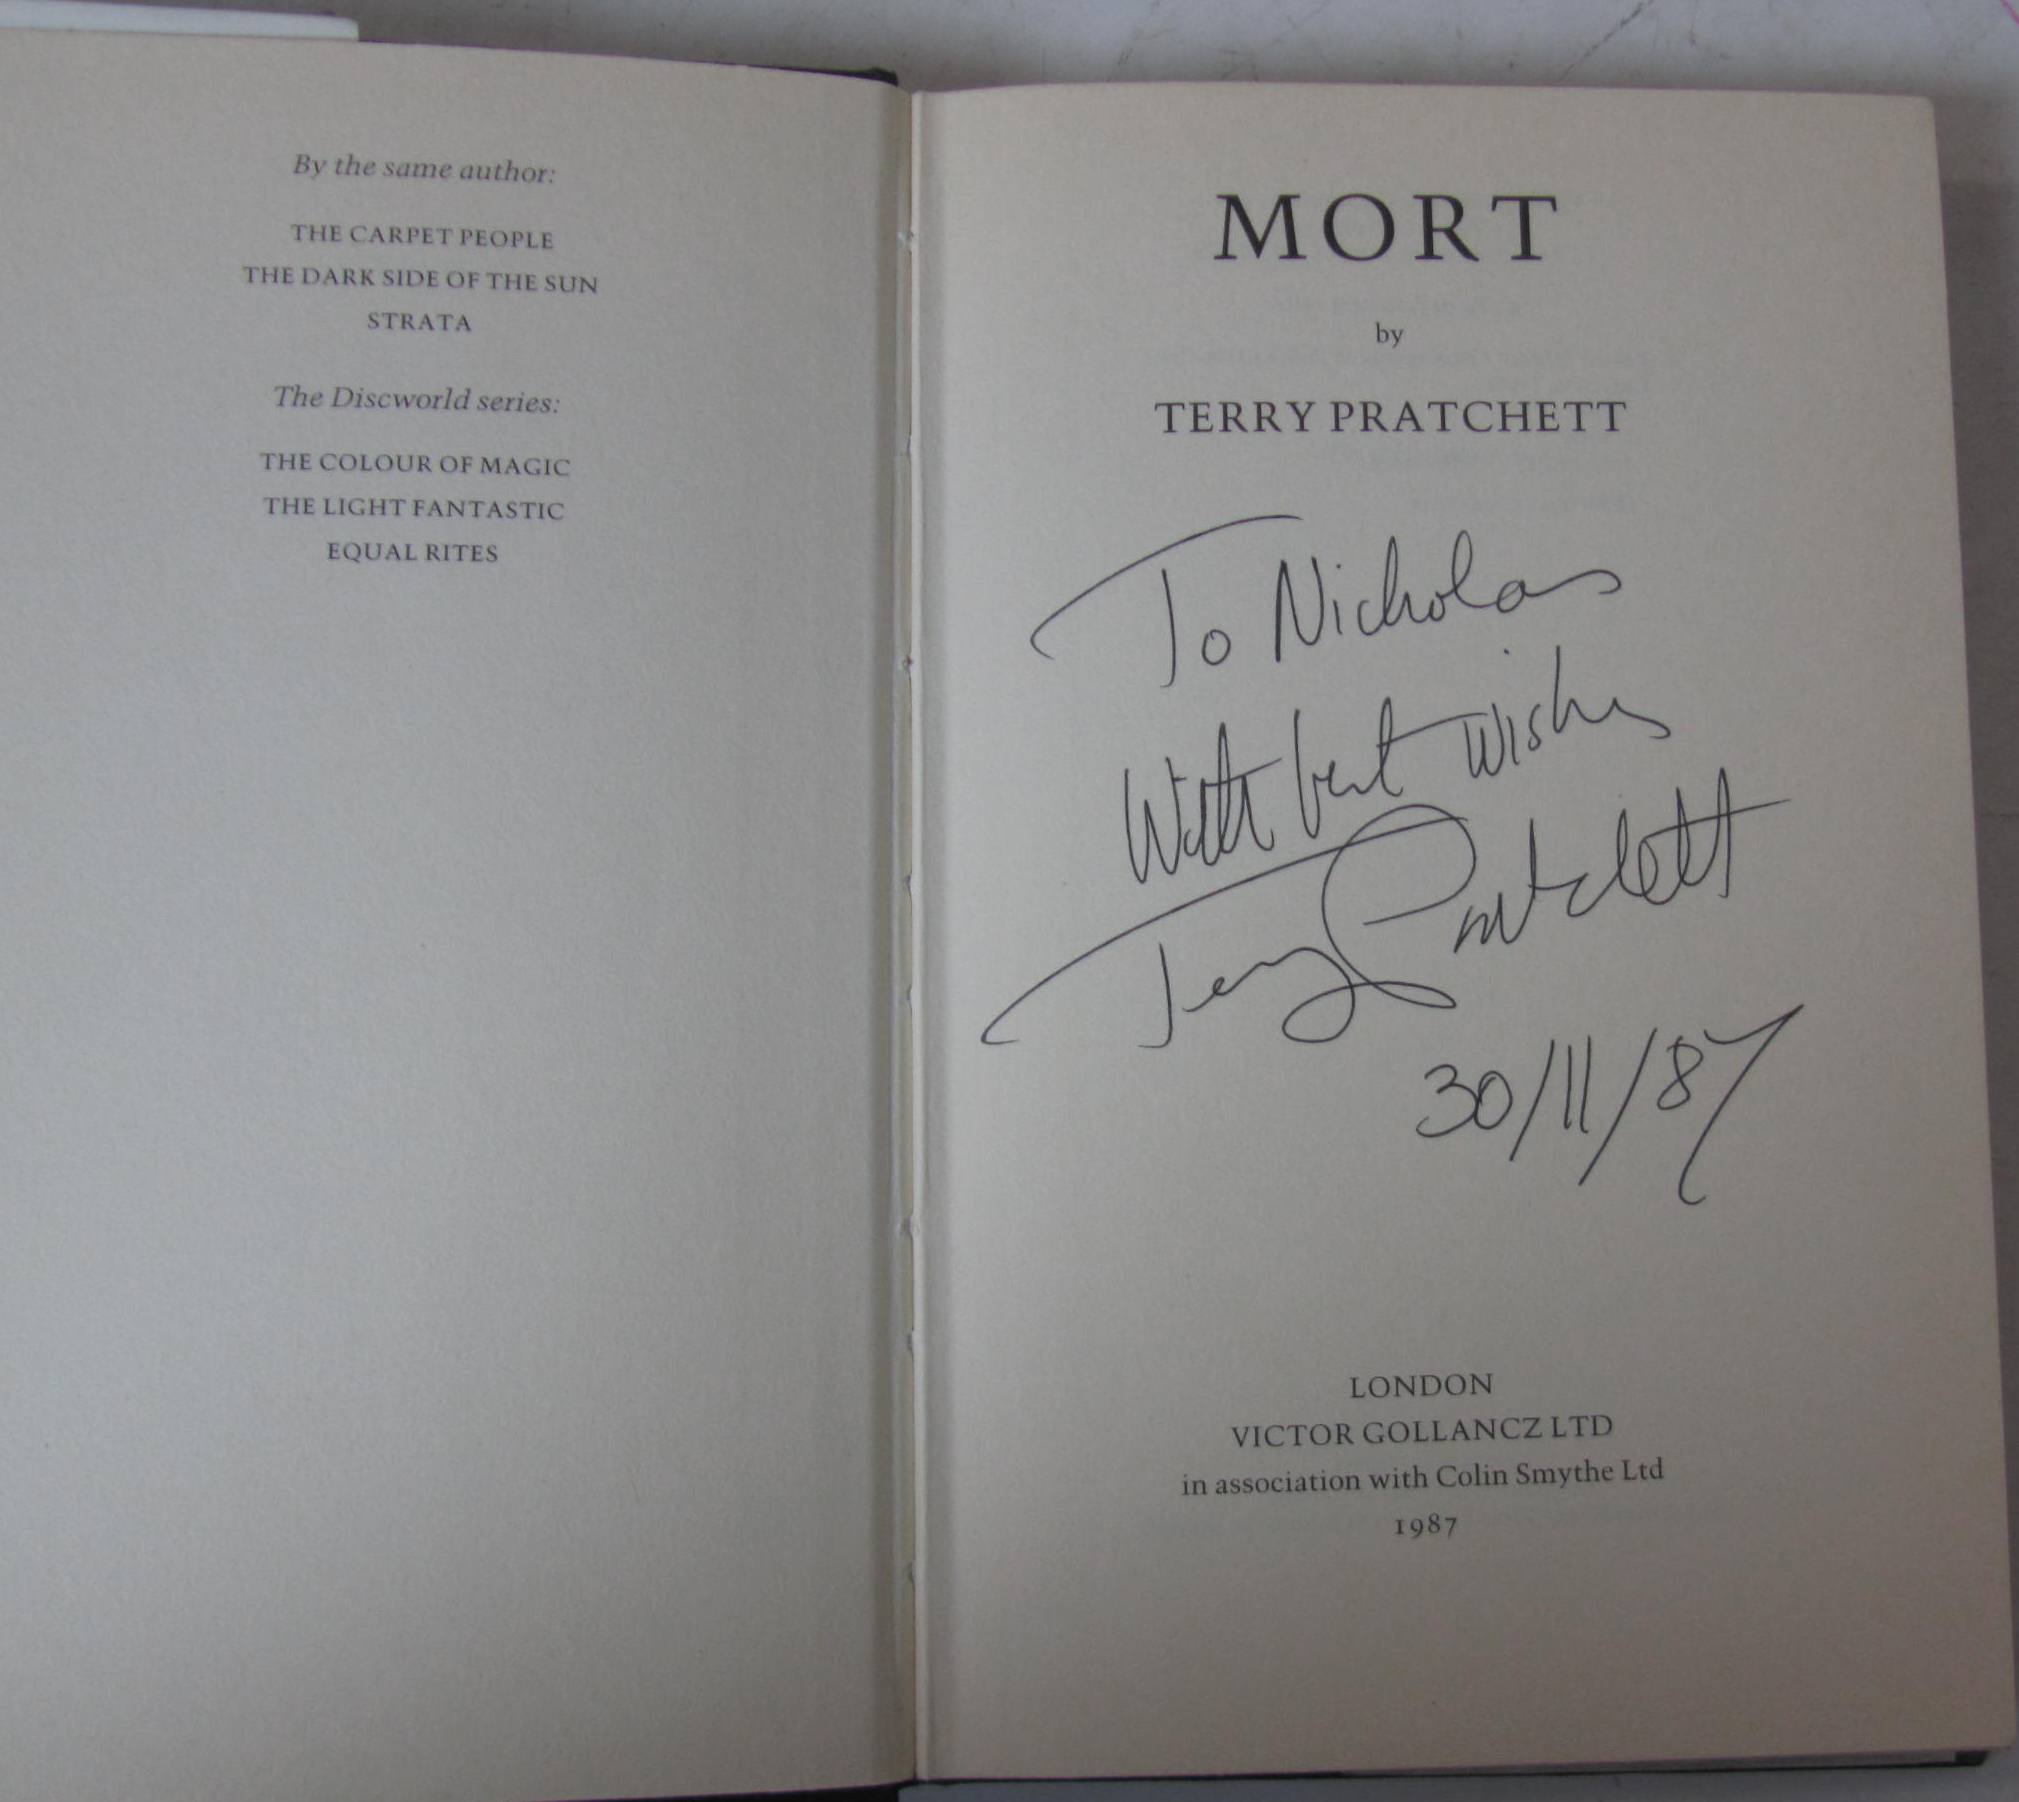 By the same author:
THE CARPET PEOPLE
THE DARK SIDE OF THE SUN
STRATA
The Discworld series:
THE COLOUR OF MAGIC
THE LIGHT FANTASTIC
EQUAL RITES
MORT
by
TERRY PRATCHETT
To Nicholas
With best wishes
Terry Pratchett
30/11/87
LONDON
VICTOR GOLLANCZ LTD
in association with Colin Smythe Ltd
1987